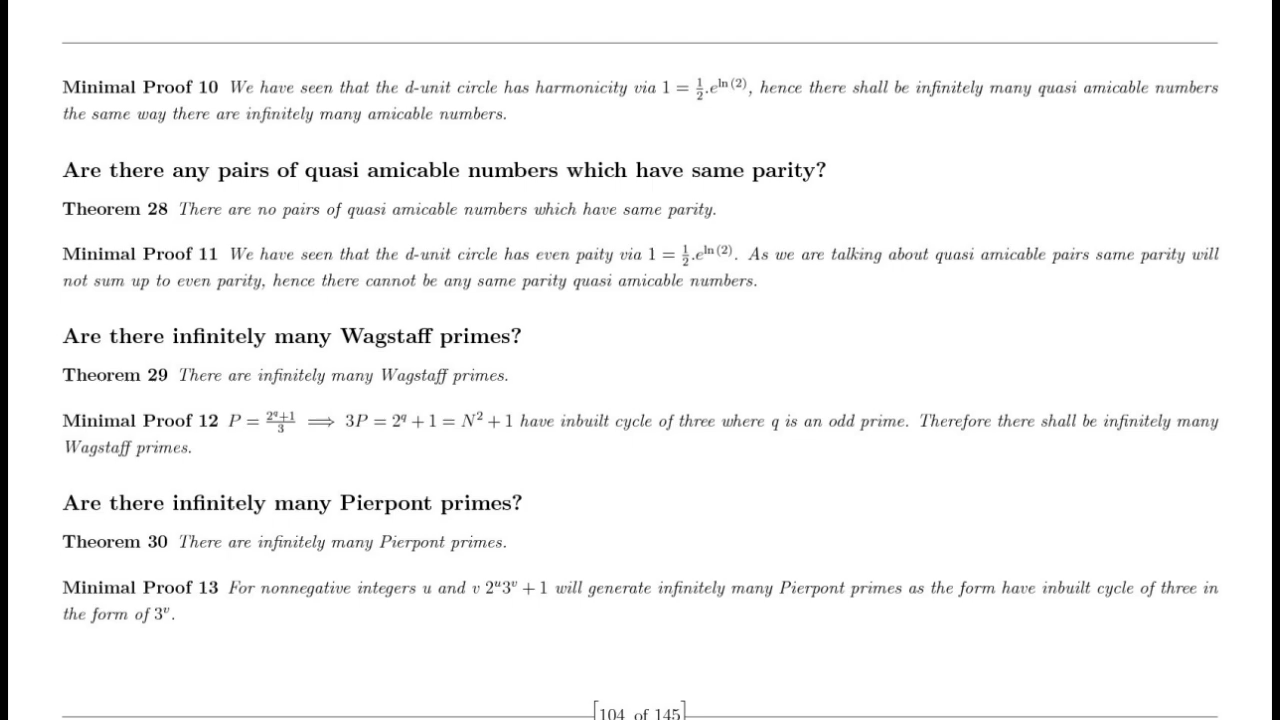 Minimal Proof 10 We have seen that the d-unit circle has harmonicity via 1 = 1/2.e^ln(2), hence there shall be infinitely many quasi amicable numbers
the same way there are infinitely many amicable numbers.
Are there any pairs of quasi amicable numbers which have same parity?
Theorem 28 There are no pairs of quasi amicable numbers which have same parity.
Minimal Proof 11 We have seen that the d-unit circle has even paity via 1 = 1/2.e^ln(2). As we are talking about quasi amicable pairs same parity will
not sum up to even parity, hence there cannot be any same parity quasi amicable numbers.
Are there infinitely many Wagstaff primes?
Theorem 29 There are infinitely many Wagstaff primes.
Minimal Proof 12 P = (2^q+1)/3 ⟹ 3P = 2^q + 1 = N^2 + 1 have inbuilt cycle of three where q is an odd prime. Therefore there shall be infinitely many
Wagstaff primes.
Are there infinitely many Pierpont primes?
Theorem 30 There are infinitely many Pierpont primes.
Minimal Proof 13 For nonnegative integers u and v 2^u3^v + 1 will generate infinitely many Pierpont primes as the form have inbuilt cycle of three in
the form of 3^v.
[104 of 145]